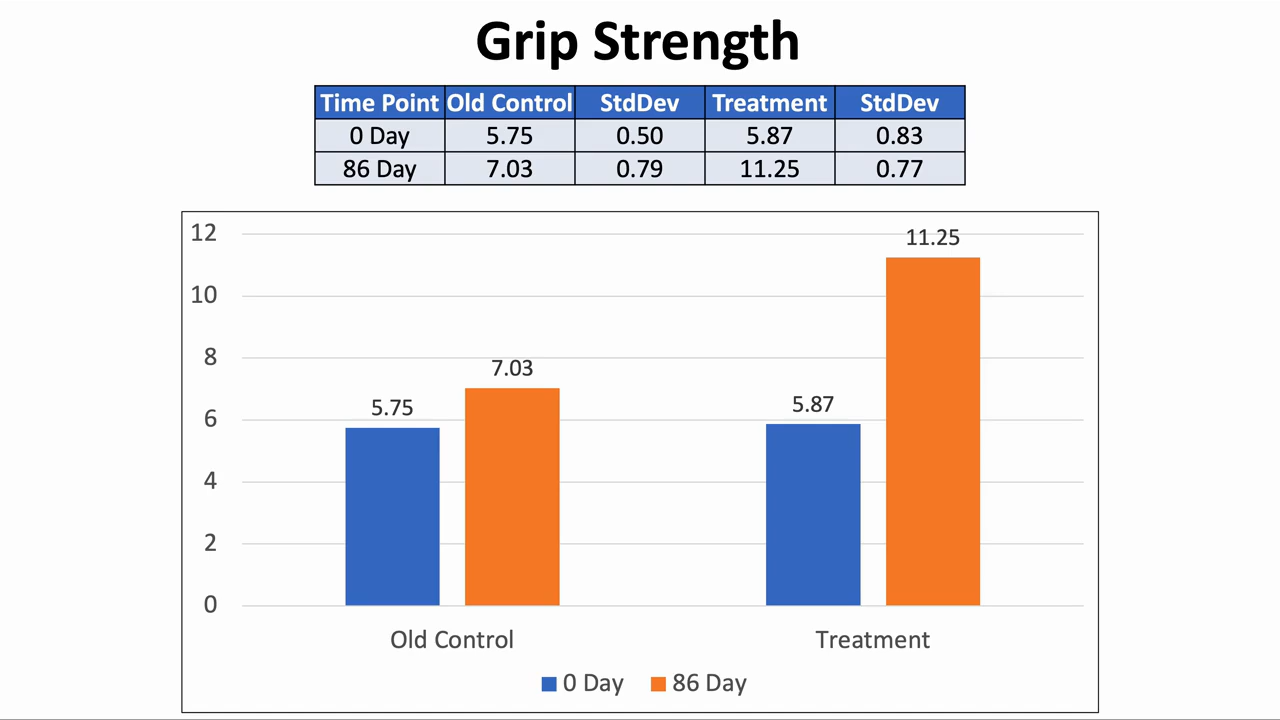 Grip Strength
Time Point Old Control StdDev Treatment StdDev
0 Day 5.75 0.50 5.87 0.83
86 Day 7.03 0.79 11.25 0.77
12
10
8
6
4
2
0
5.75
7.03
5.87
11.25
Old Control
Treatment
0 Day 86 Day